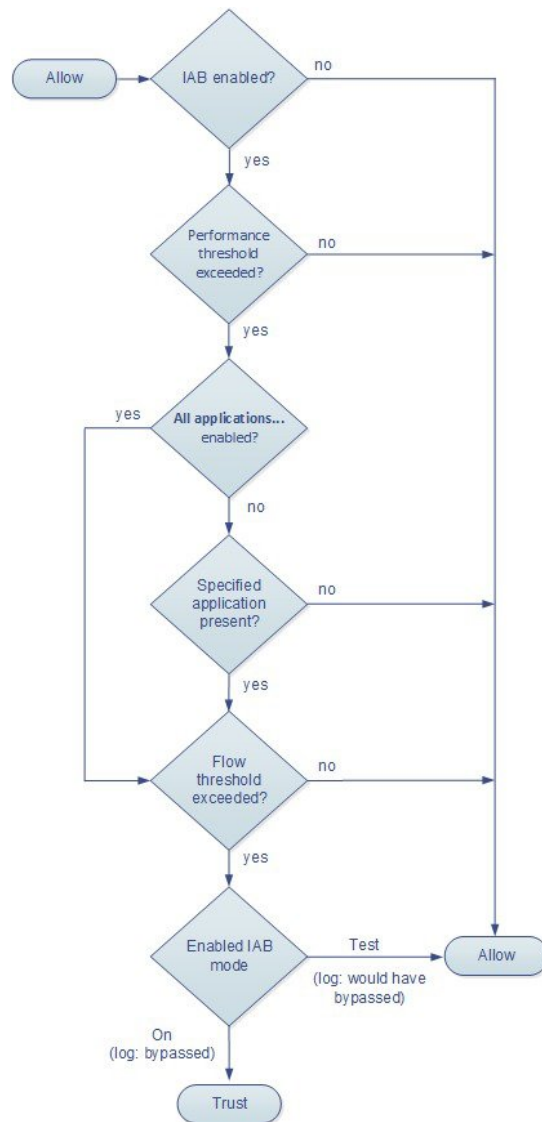 Allow
IAB enabled?
no
yes
Performance
threshold
exceeded?
no
yes
All applications...
enabled?
yes
no
Specified
application
present?
no
yes
Flow
threshold
exceeded?
no
yes
Enabled IAB
mode
Test
(log: would have
bypassed)
Allow
On
(log: bypassed)
Trust